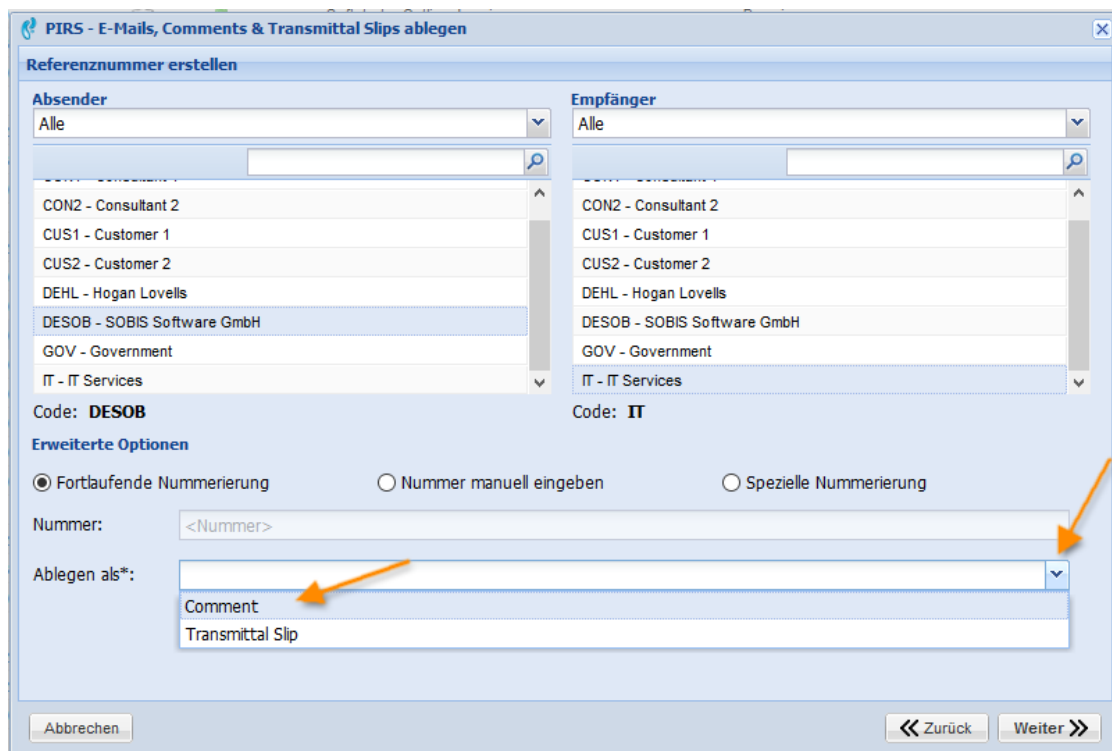 PIRS - E-Mails, Comments & Transmittal Slips ablegen
Referenznummer erstellen
Absender
Empfänger
Alle
Alle
CON2 - Consultant 2
CUS1 - Customer 1
CUS2 - Customer 2
DEHL - Hogan Lovells
DESOB - SOBIS Software GmbH
GOV - Government
IT - IT Services
CON2 - Consultant 2
CUS1 - Customer 1
CUS2 - Customer 2
DEHL - Hogan Lovells
DESOB - SOBIS Software GmbH
GOV - Government
IT - IT Services
Code: DESOB
Code: IT
Erweiterte Optionen
Fortlaufende Nummerierung
Nummer manuell eingeben
Spezielle Nummerierung
Nummer: <Nummer>
Ablegen als*:
Comment
Transmittal Slip
Abbrechen
Zurück
Weiter